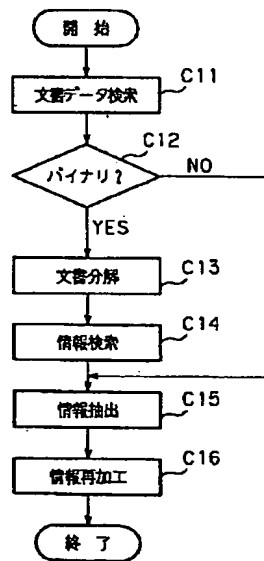 開 始
C11
文書データ検索
C12
バイナリ?
NO
YES
C13
文書分解
C14
情報検索
C15
情報抽出
C16
情報再加工
終 了